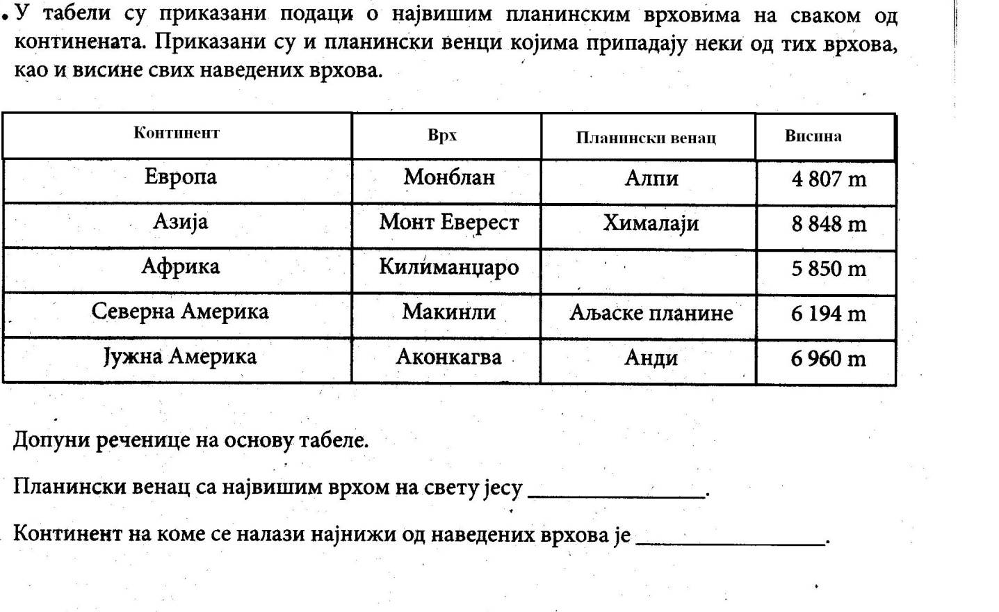 У табели су приказани подаци о највишим планинским врховима на сваком од
континената. Приказани су и планински венци којима припадају неки од тих врхова,
као и висине свих наведених врхова.
Континент Врх Планински венац Висина
Европа Монблан Алпи 4 807 m
Азија Монт Еверест Хималаји 8 848 m
Африка Килиманџаро 5 850 m
Северна Америка Макинли Аљаске планине 6 194 m
Јужна Америка Аконкагва Анди 6 960 m
Допуни реченице на основу табеле.
Планински венац са највишим врхом на свету јесу _______________.
Континент на коме се налази најнижи од наведених врхова је ________________.